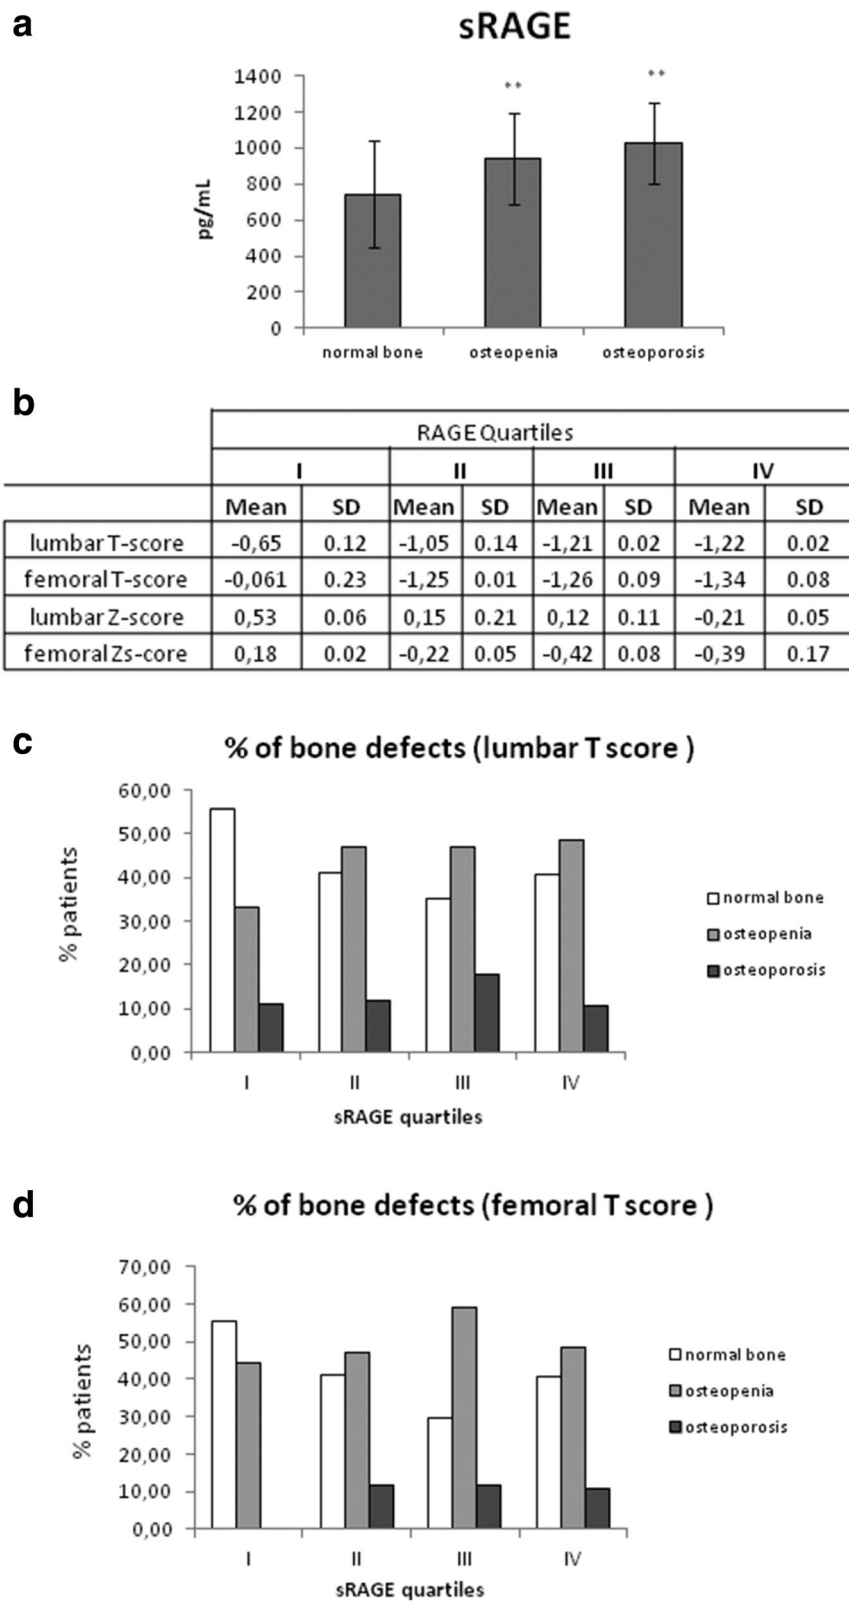 a
sRAGE
1400
1200
1000
800
600
400
200
0
pg/mL
**
**
normal bone osteopenia osteoporosis
b
RAGE Quartiles
I II III IV
Mean SD Mean SD Mean SD Mean SD
lumbar T-score -0,65 0.12 -1,05 0.14 -1,21 0.02 -1,22 0.02
femoral T-score -0,061 0.23 -1,25 0.01 -1,26 0.09 -1,34 0.08
lumbar Z-score 0,53 0.06 0,15 0.21 0,12 0.11 -0,21 0.05
femoral Zs-core 0,18 0.02 -0,22 0.05 -0,42 0.08 -0,39 0.17
c
% of bone defects (lumbar T score )
60,00
50,00
40,00
30,00
20,00
10,00
0,00
% patients
I II III IV
sRAGE quartiles
normal bone
osteopenia
osteoporosis
d
% of bone defects (femoral T score )
70,00
60,00
50,00
40,00
30,00
20,00
10,00
0,00
% patients
I II III IV
sRAGE quartiles
normal bone
osteopenia
osteoporosis